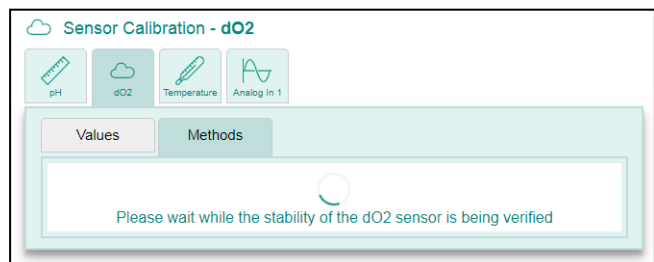 Sensor Calibration - dO2
pH
dO2
Temperature
Analog In 1
Values
Methods
Please wait while the stability of the dO2 sensor is being verified